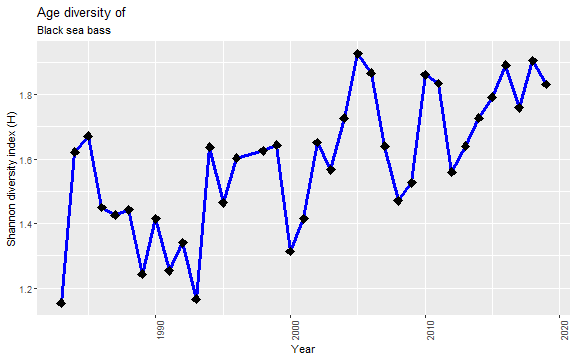 Age diversity of
Black sea bass
Shannon diversity index (H)
1.8
1.6
1.4
1.2
1990
2000
2010
2020
Year